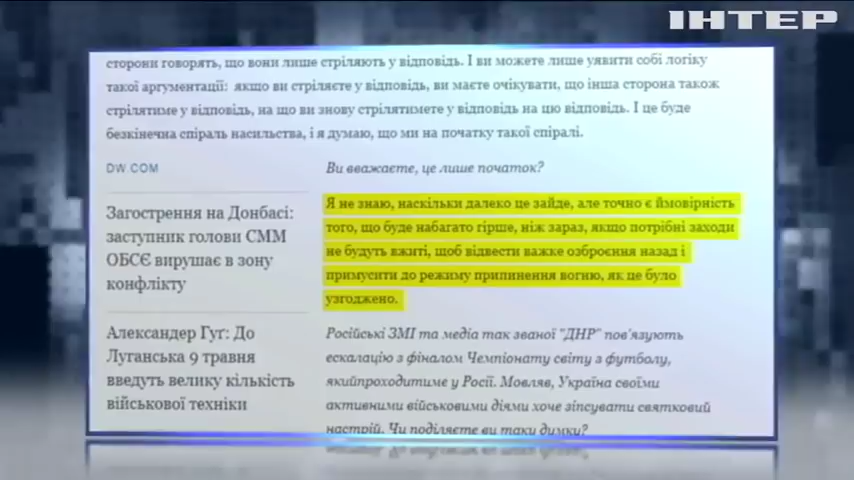 ІНТЕР
сторони говорять, що вони лише стріляють у відповідь. І ви можете лише уявити собі логіку
такої аргументації: якщо ви стріляєте у відповідь, ви маєте очікувати, що інша сторона також
стрілятиме у відповідь, на що ви знову стрілятимете у відповідь на цю відповідь. І це буде
безкінечна спіраль насильства, і я думаю, що ми на початку такої спіралі.
DW.COM
Загострення на Донбасі:
заступник голови СММ
ОБСЄ вирушає в зону
конфлікту
Александер Гуґ: До
Луганська 9 травня
введуть велику кількість
військової техніки
Ви вважаєте, це лише початок?
Я не знаю, наскільки далеко це зайде, але точно є ймовірність
того, що буде набагато гірше, ніж зараз, якщо потрібні заходи
не будуть вжиті, щоб відвести важке озброєння назад і
примусити до режиму припинення вогню, як це було
узгоджено.
Російські ЗМІ та медіа так званої "ДНР" пов'язують
ескалацію з фіналом Чемпіонату світу з футболу,
якийпроходитиме у Росії. Мовляв, Україна своїми
активними військовими діями хоче зіпсувати святковий
настрій. Чи поділяєте ви таки думки?